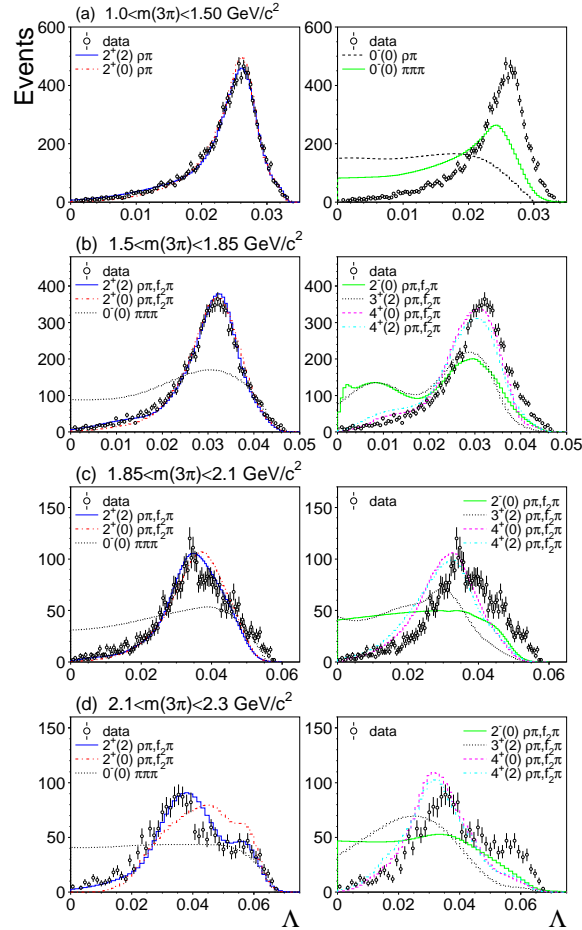 (a) 1.0<m(3π)<1.50 GeV/c²
Events
600
400
200
0
data
2⁺(2) ρπ
2⁺(0) ρπ
0 0.01 0.02 0.03
600
400
200
0
data
0⁻(0) ρπ
0⁻(0) πππ
0 0.01 0.02 0.03
(b) 1.5<m(3π)<1.85 GeV/c²
400
300
200
100
0
data
2⁺(2) ρπ,f₂π
2⁺(0) ρπ,f₂π
0⁻(0) πππ
0 0.01 0.02 0.03 0.04 0.05
400
300
200
100
0
data
2⁻(0) ρπ,f₂π
3⁺(2) ρπ,f₂π
4⁺(0) ρπ,f₂π
4⁺(2) ρπ,f₂π
0 0.01 0.02 0.03 0.04 0.05
(c) 1.85<m(3π)<2.1 GeV/c²
150
100
50
0
data
2⁺(2) ρπ,f₂π
2⁺(0) ρπ,f₂π
0⁻(0) πππ
0 0.02 0.04 0.06
150
100
50
0
data
2⁻(0) ρπ,f₂π
3⁺(2) ρπ,f₂π
4⁺(0) ρπ,f₂π
4⁺(2) ρπ,f₂π
0 0.02 0.04 0.06
(d) 2.1<m(3π)<2.3 GeV/c²
150
100
50
0
data
2⁺(2) ρπ,f₂π
2⁺(0) ρπ,f₂π
0⁻(0) πππ
0 0.02 0.04 0.06
Λ
150
100
50
0
data
2⁻(0) ρπ,f₂π
3⁺(2) ρπ,f₂π
4⁺(0) ρπ,f₂π
4⁺(2) ρπ,f₂π
0 0.02 0.04 0.06
Λ